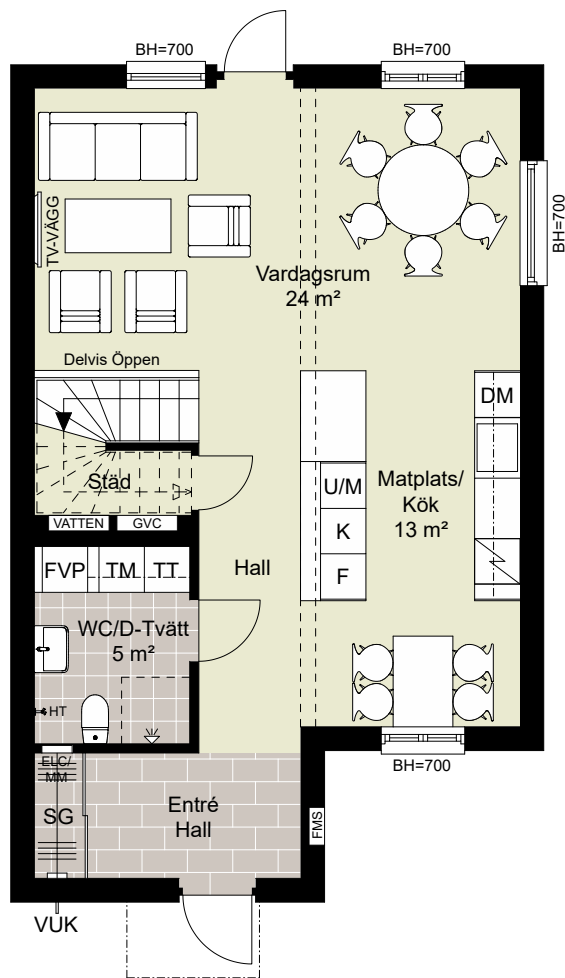 BH=700
BH=700
BH=700
TV-VÄGG
Vardagsrum
24 m²
Delvis Öppen
DM
Städ
U/M
Matplats/
Kök
13 m²
K
F
VATTEN
GVC
Hall
FVP
TM
TT
WC/D-Tvätt
5 m²
HT
ELC/
MM
SG
Entré
Hall
FMS
BH=700
VUK